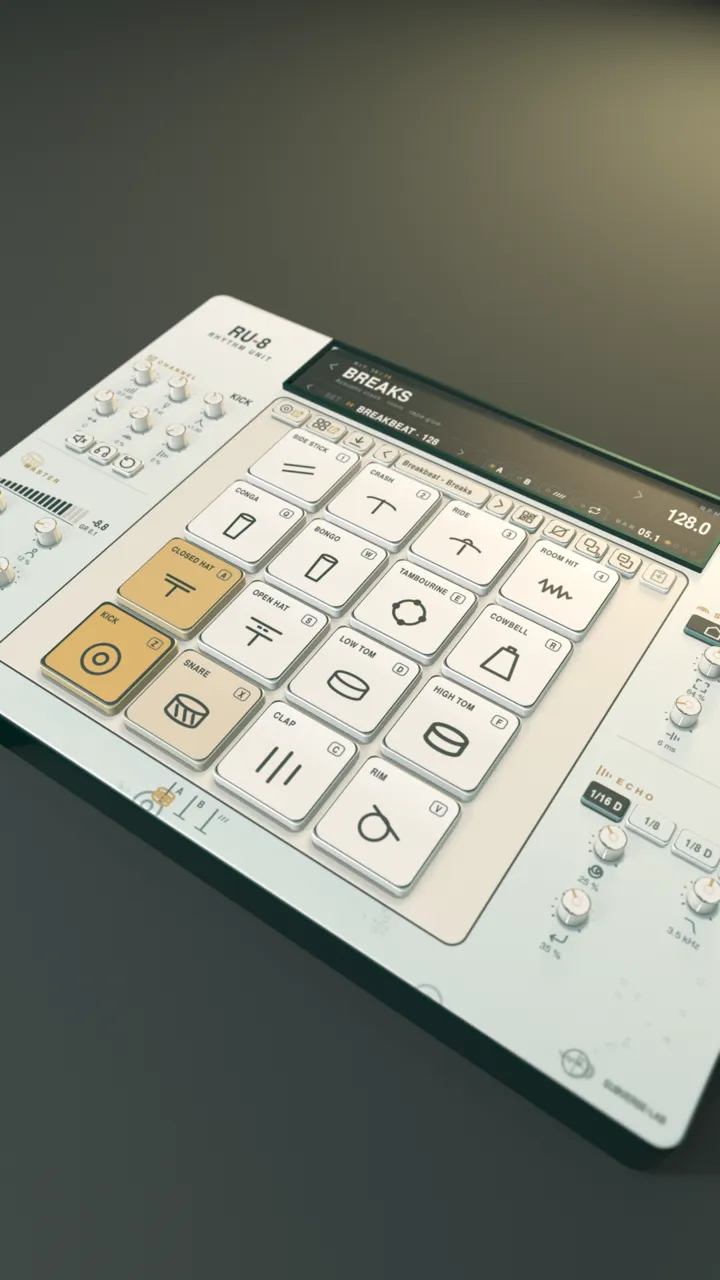 RU-8
RHYTHM UNIT
CHANNEL
KICK
MASTER
-8.8
BREAKS
BREAKBEAT · 128
A
B
128.0
BAR 05.1
Breakbeat - Breaks
SIDE STICK 1
CRASH 2
RIDE 3
ROOM HIT 4
CONGA Q
BONGO W
TAMBOURINE E
COWBELL R
CLOSED HAT A
OPEN HAT S
LOW TOM D
HIGH TOM F
KICK Z
SNARE X
CLAP C
RIM V
A
B
6 ms
ECHO
1/16 D
1/8
1/8 D
25 %
35 %
3.5 kHz
SUBVERSE LAB